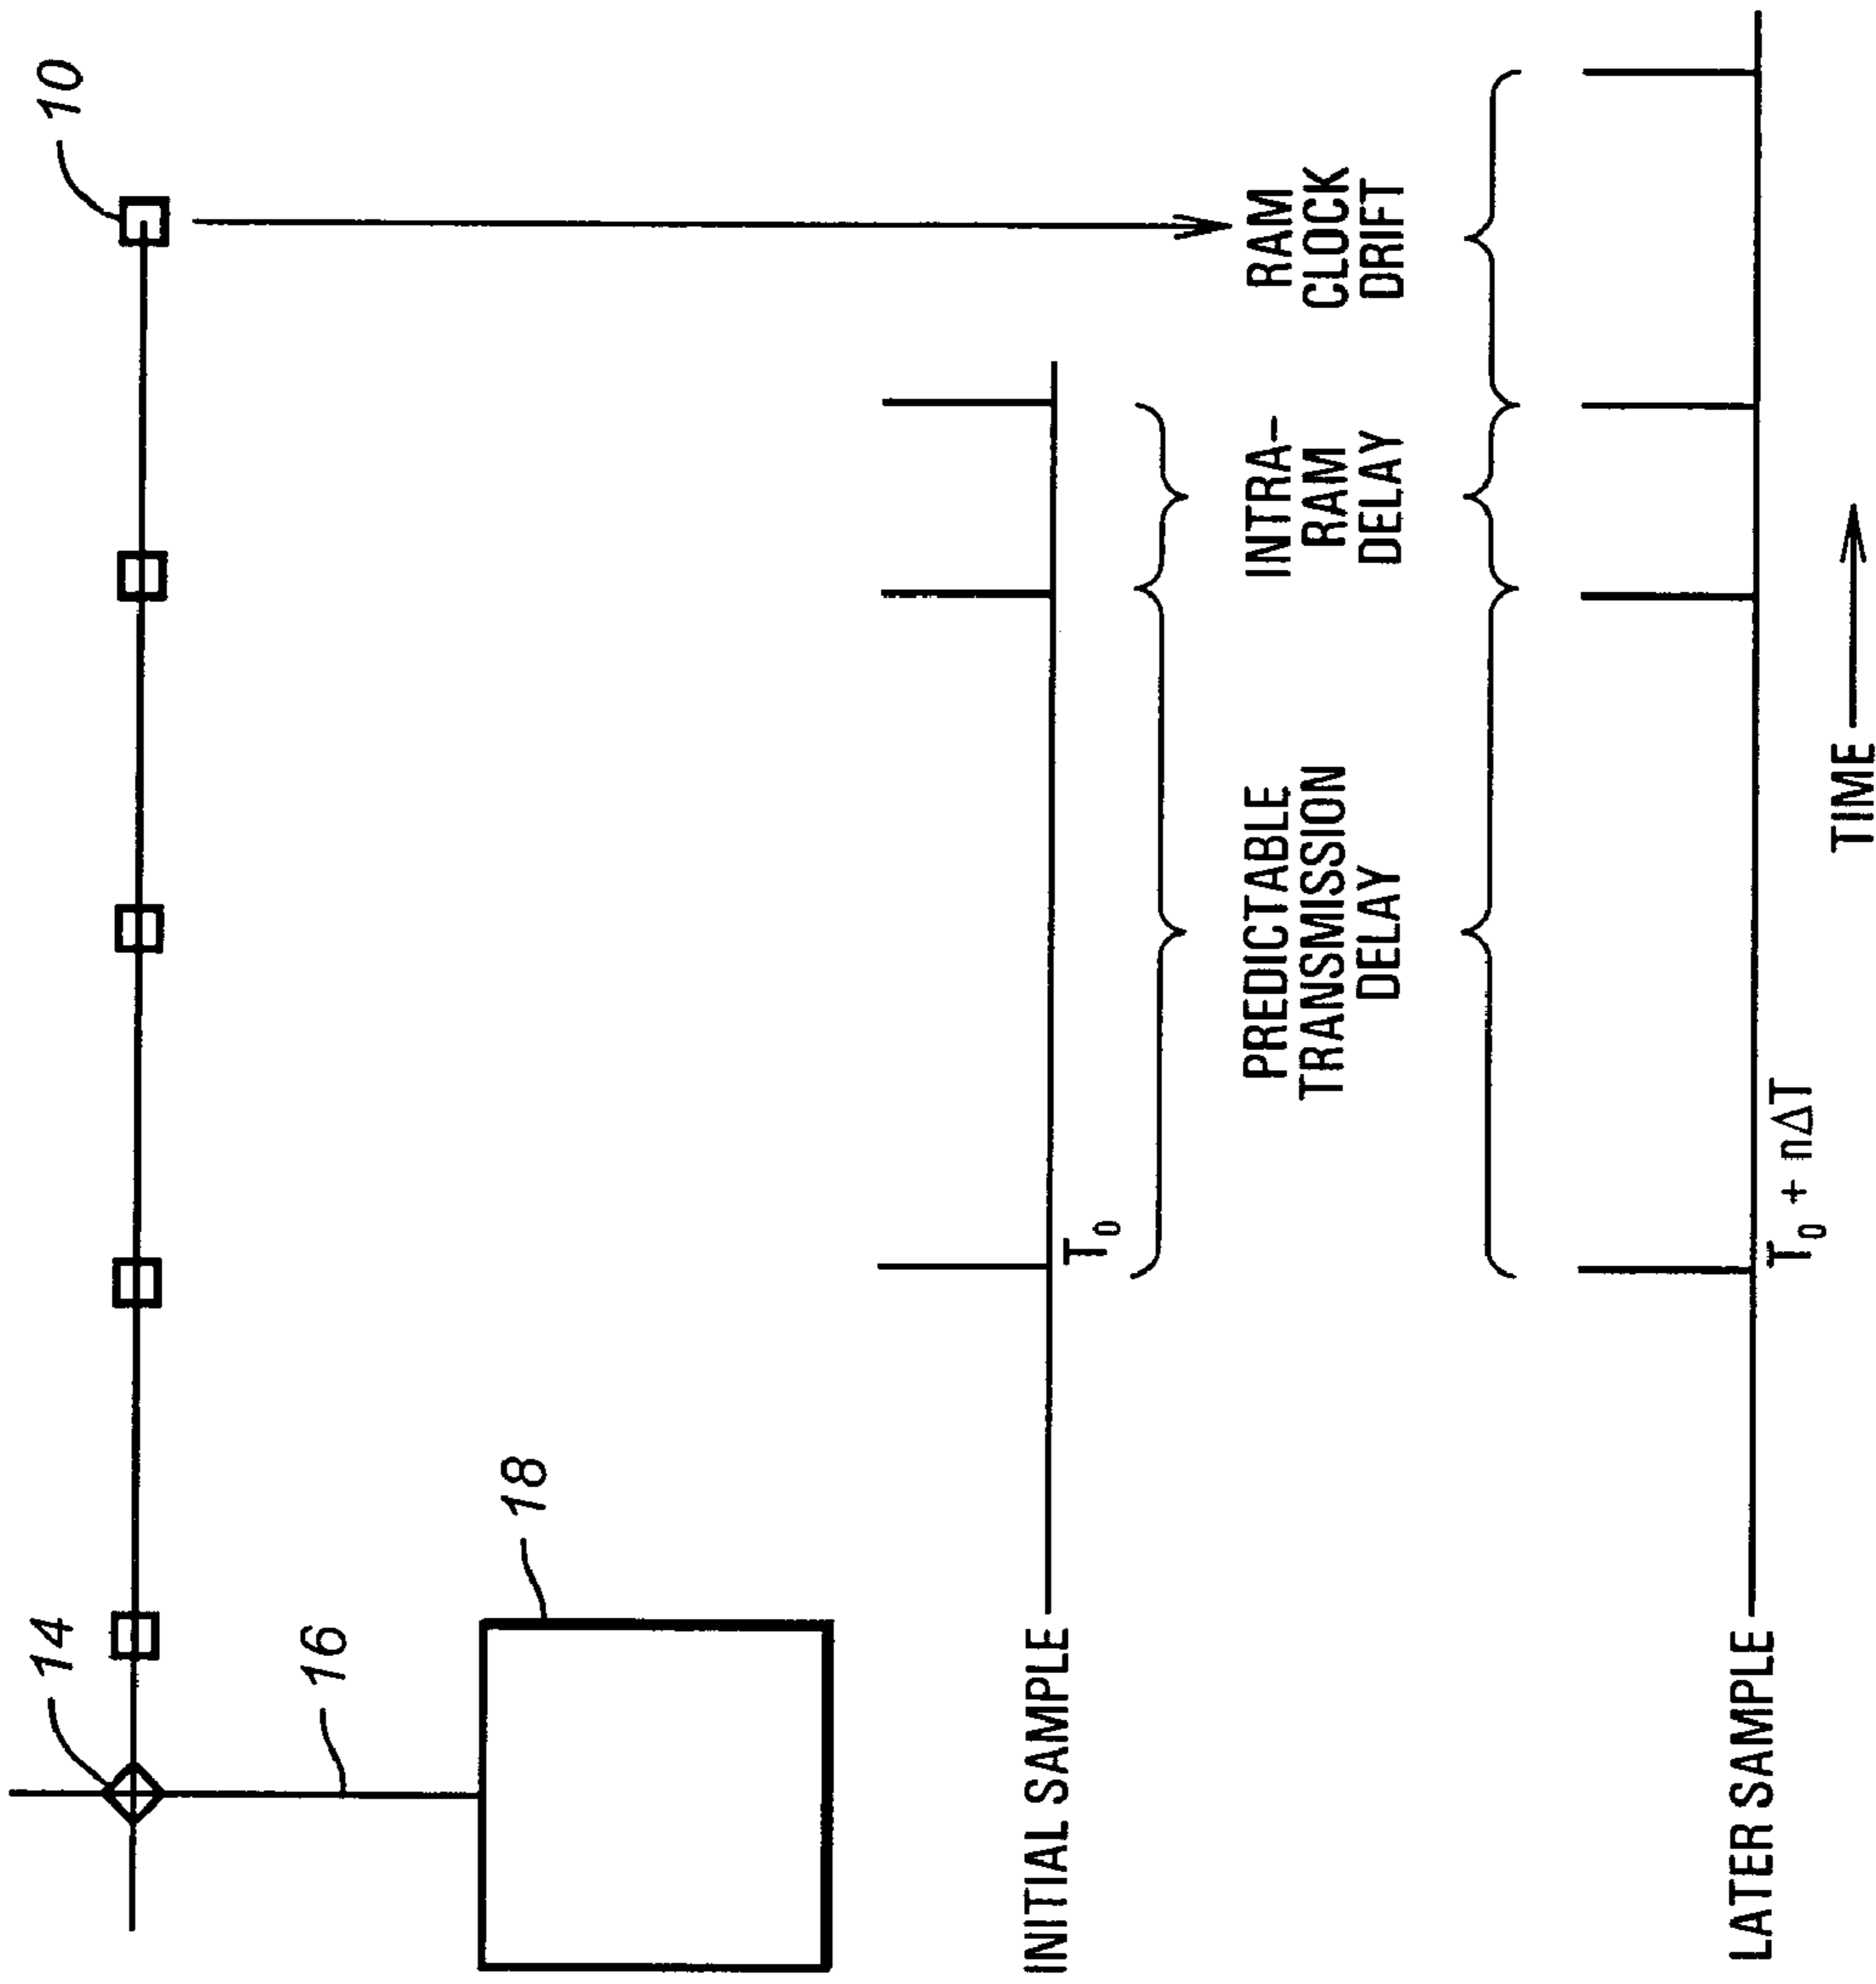 14
10
16
18
INITIAL SAMPLE
T₀
PREDICTABLE
TRANSMISSION
DELAY
INTRA-
RAM
DELAY
RAM
CLOCK
DRIFT
LATER SAMPLE
T₀ + nΔT
TIME